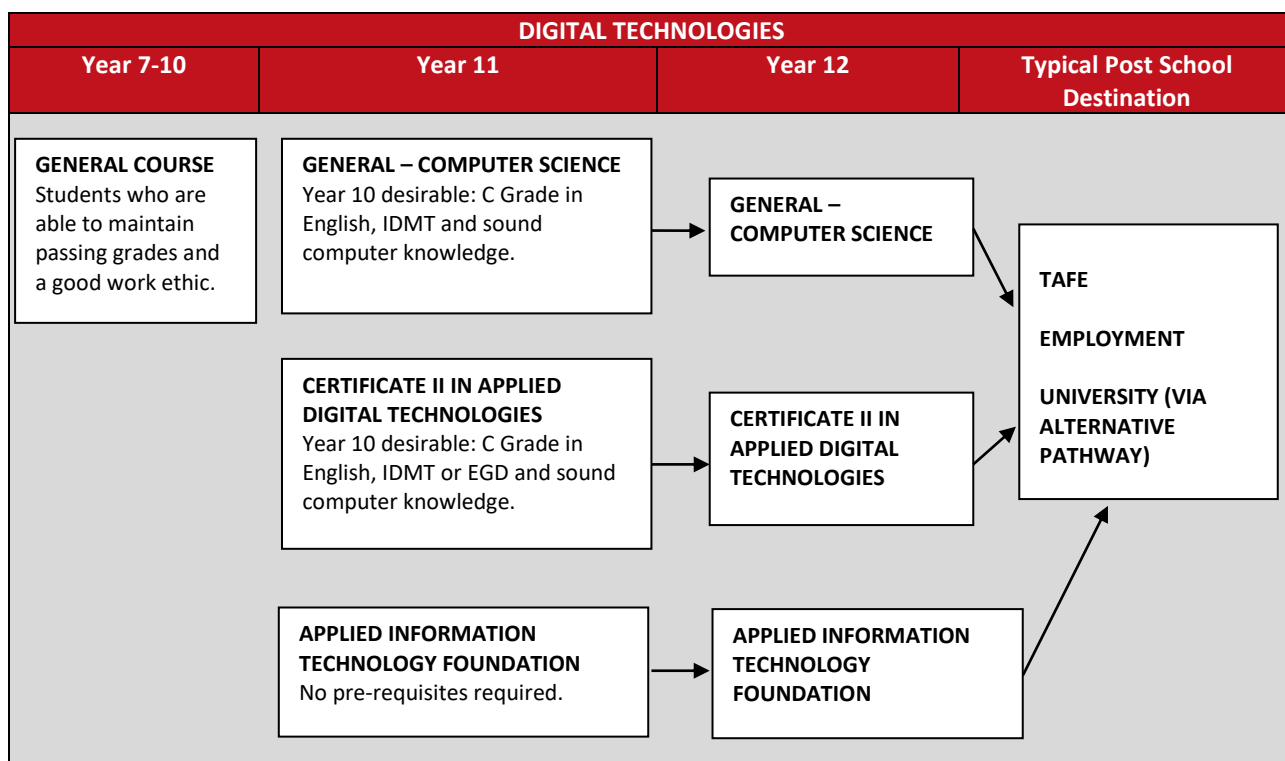 DIGITAL TECHNOLOGIES
Year 7-10
Year 11
Year 12
Typical Post School
Destination
GENERAL COURSE
Students who are
able to maintain
passing grades and
a good work ethic.
GENERAL – COMPUTER SCIENCE
Year 10 desirable: C Grade in
English, IDMT and sound
computer knowledge.
GENERAL –
COMPUTER SCIENCE
TAFE
EMPLOYMENT
UNIVERSITY (VIA
ALTERNATIVE
PATHWAY)
CERTIFICATE II IN APPLIED
DIGITAL TECHNOLOGIES
Year 10 desirable: C Grade in
English, IDMT or EGD and sound
computer knowledge.
CERTIFICATE II IN
APPLIED DIGITAL
TECHNOLOGIES
APPLIED INFORMATION
TECHNOLOGY FOUNDATION
No pre-requisites required.
APPLIED INFORMATION
TECHNOLOGY
FOUNDATION